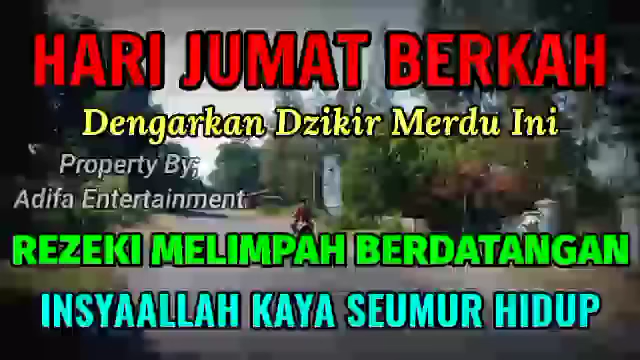 HARI JUMAT BERKAH
Dengarkan Dzikir Merdu Ini
Property By;
Adifa Entertainment
REZEKI MELIMPAH BERDATANGAN
INSYAALLAH KAYA SEUMUR HIDUP